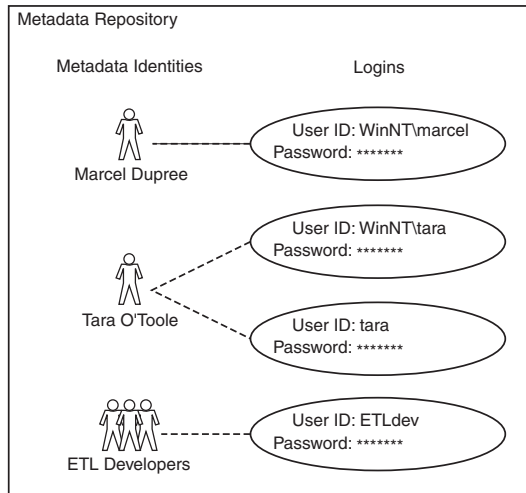 Metadata Repository
Metadata Identities
Logins
User ID: WinNT\marcel
Password: *******
Marcel Dupree
User ID: WinNT\tara
Password: *******
Tara O'Toole
User ID: tara
Password: *******
User ID: ETLdev
Password: *******
ETL Developers